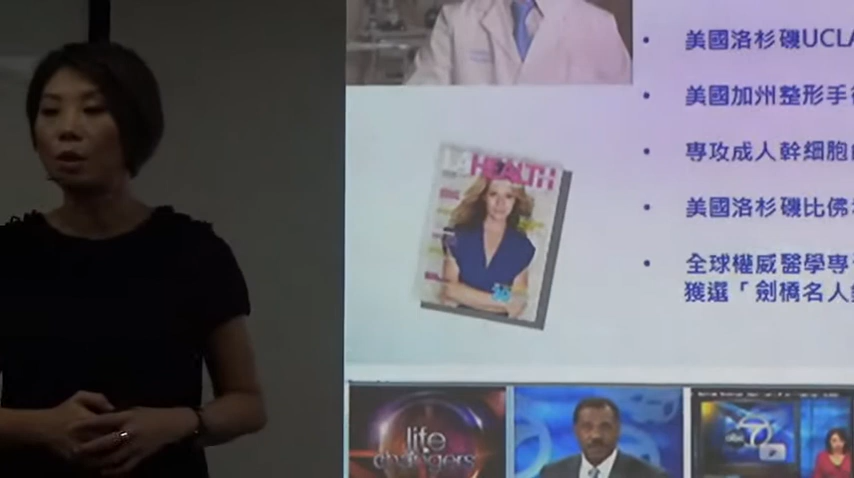 美國洛杉磯UCLA
美國加州整形手
專攻成人幹細胞
美國洛杉磯比佛
全球權威醫學專
獲選「劍橋名人
LAHEALTH
life
changers
abc7